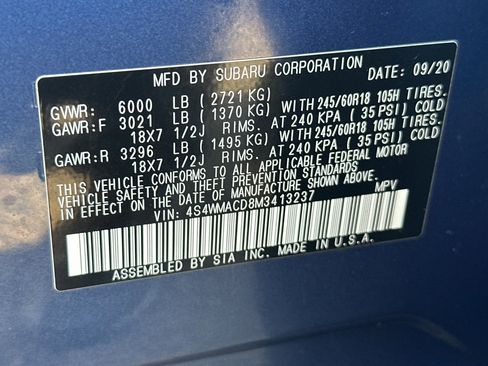 MFD BY SUBARU CORPORATION DATE: 09/20
GVWR: 6000 LB ( 2721 KG)
GAWR:F 3021 LB ( 1370 KG) WITH 245/60R18 105H TIRES.
18X7 1/2J RIMS. AT 240 KPA ( 35 PSI) COLD
GAWR:R 3296 LB ( 1495 KG) WITH 245/60R18 105H TIRES.
18X7 1/2J RIMS. AT 240 KPA ( 35 PSI) COLD
THIS VEHICLE CONFORMS TO ALL APPLICABLE FEDERAL MOTOR
VEHICLE SAFETY AND THEFT PREVENTION STANDARDS
IN EFFECT ON THE DATE OF MANUFACTURE SHOWN ABOVE.
VIN: 4S4WMACD8M3413237 MPV
ASSEMBLED BY SIA INC. MADE IN U.S.A.